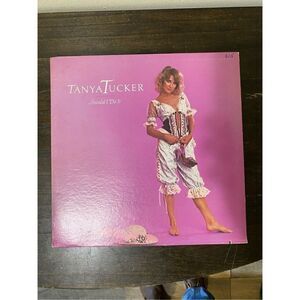 TANYA TUCKER
Should I Do It